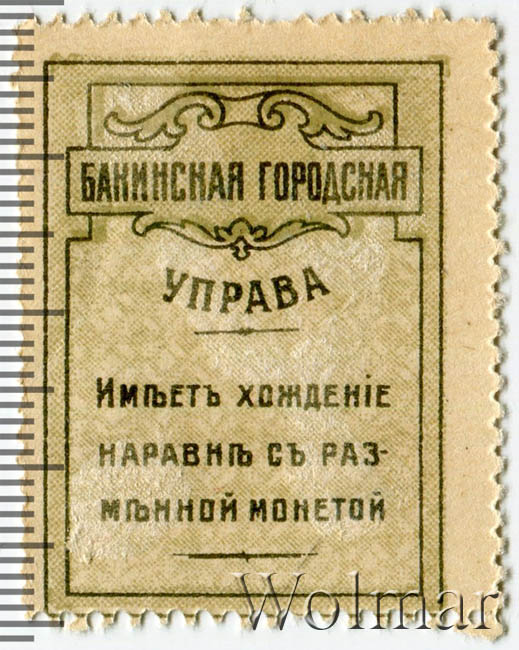 БАКИНСКАЯ ГОРОДСКАЯ
УПРАВА
Имѣетъ хожденіе
наравнѣ съ раз-
мѣнной монетой
Wolmar